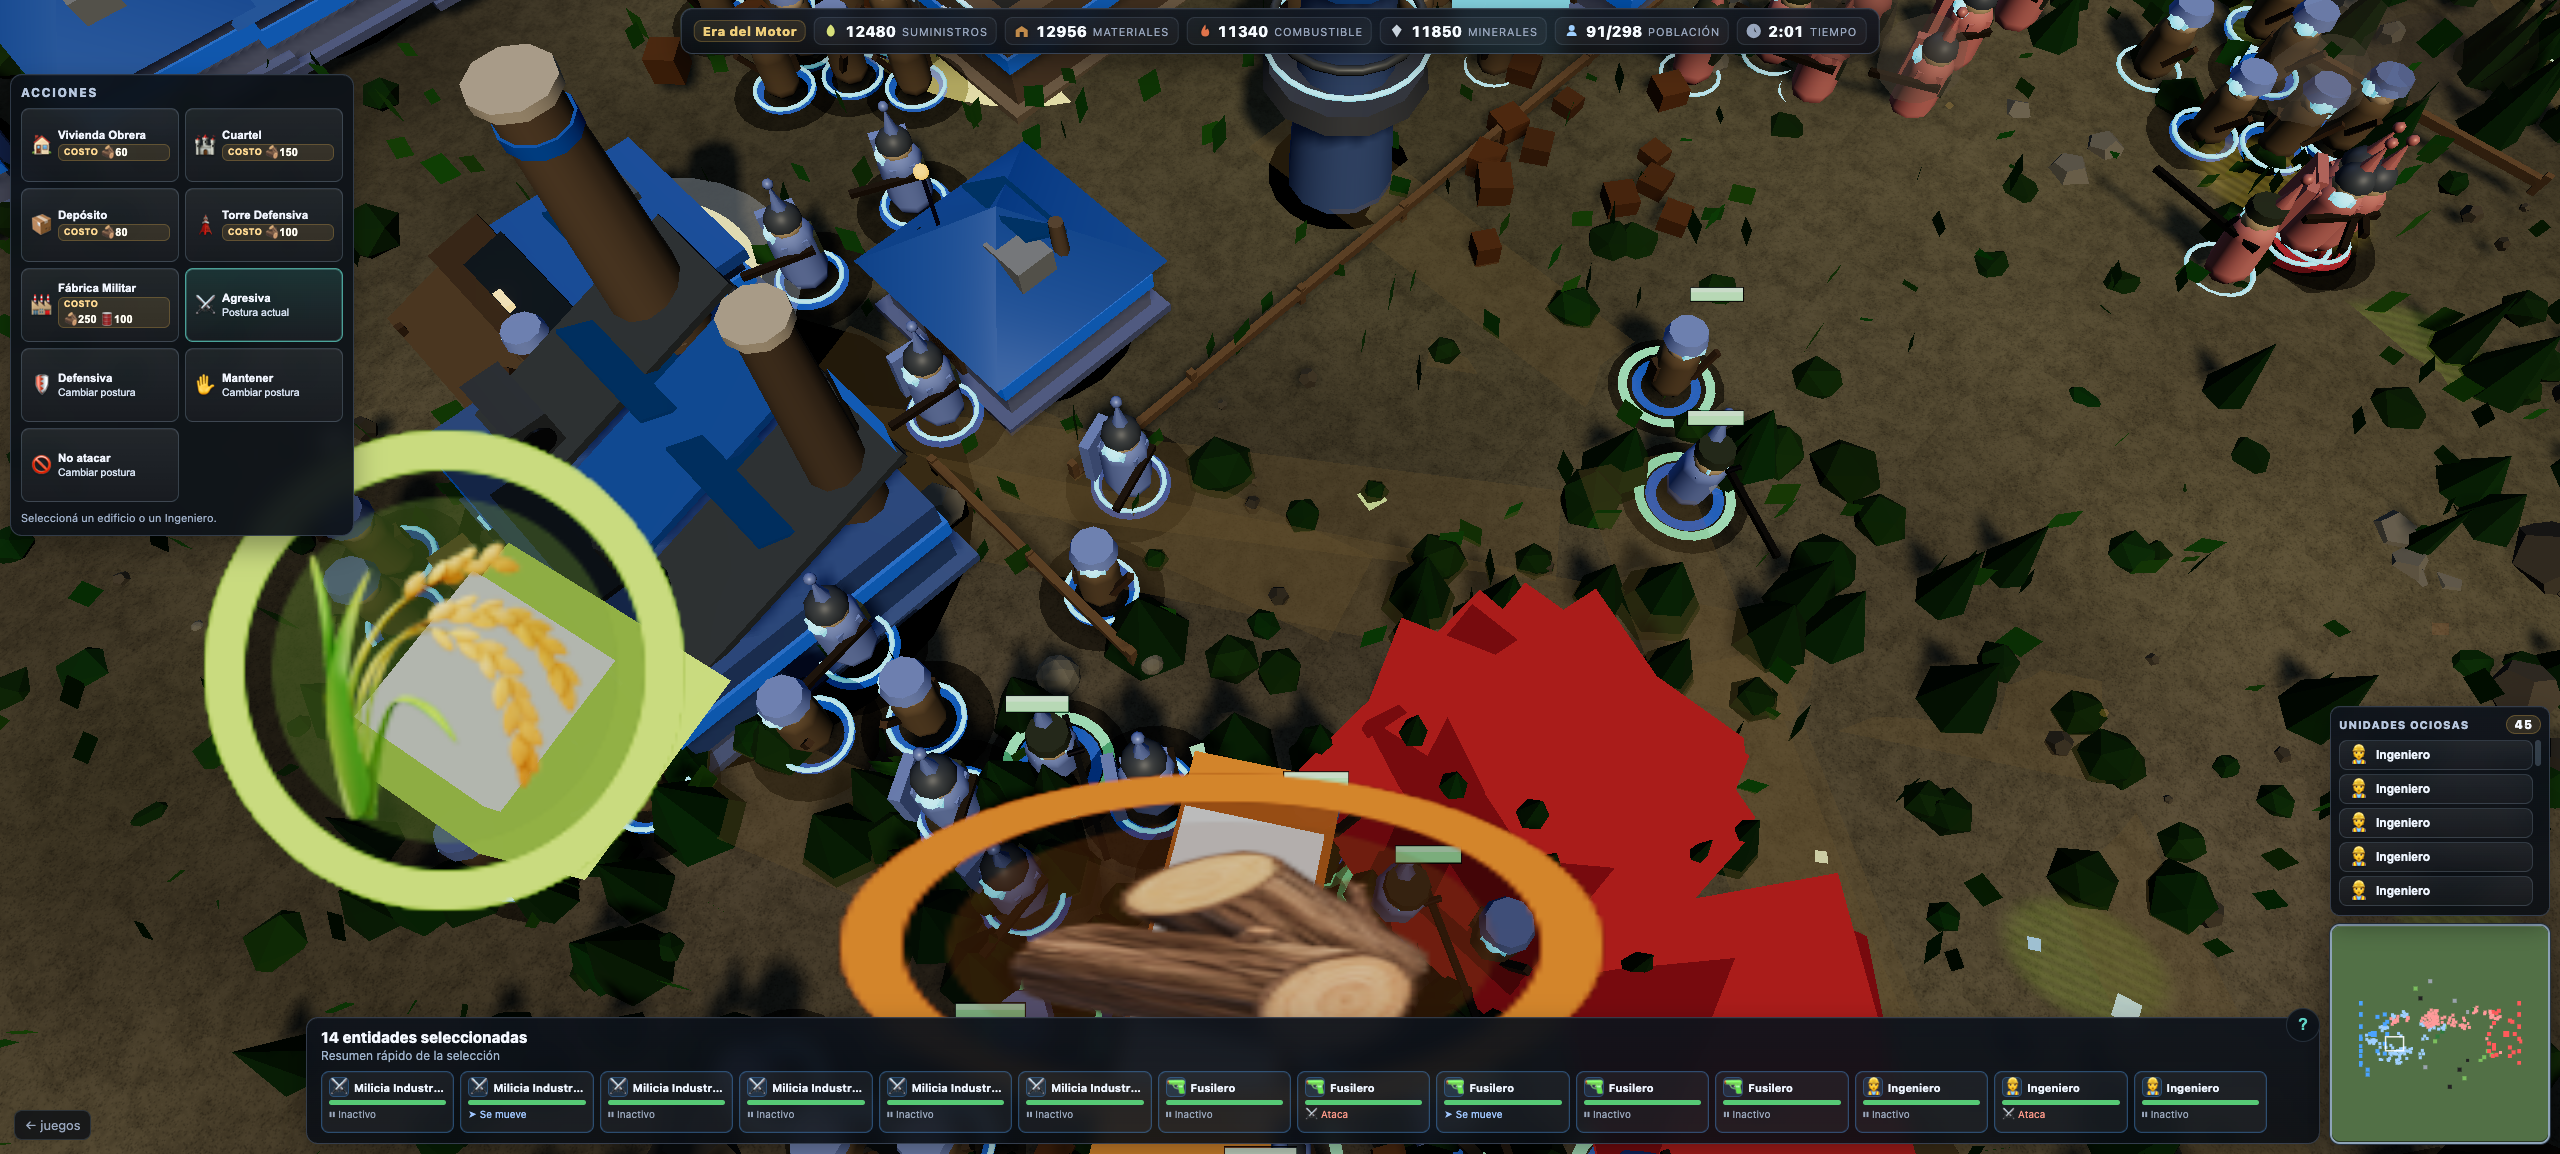 Era del Motor
12480 SUMINISTROS
12956 MATERIALES
11340 COMBUSTIBLE
11850 MINERALES
91/298 POBLACIÓN
2:01 TIEMPO
ACCIONES
Vivienda Obrera
COSTO 60
Cuartel
COSTO 150
Depósito
COSTO 80
Torre Defensiva
COSTO 100
Fábrica Militar
COSTO
250 100
Agresiva
Postura actual
Defensiva
Cambiar postura
Mantener
Cambiar postura
No atacar
Cambiar postura
Seleccioná un edificio o un Ingeniero.
UNIDADES OCIOSAS 45
Ingeniero
Ingeniero
Ingeniero
Ingeniero
Ingeniero
14 entidades seleccionadas
Resumen rápido de la selección
?
Milicia Industr...
Inactivo
Milicia Industr...
Se mueve
Milicia Industr...
Inactivo
Milicia Industr...
Inactivo
Milicia Industr...
Inactivo
Milicia Industr...
Inactivo
Fusilero
Inactivo
Fusilero
Ataca
Fusilero
Se mueve
Fusilero
Inactivo
Fusilero
Inactivo
Ingeniero
Inactivo
Ingeniero
Ataca
Ingeniero
Inactivo
← juegos